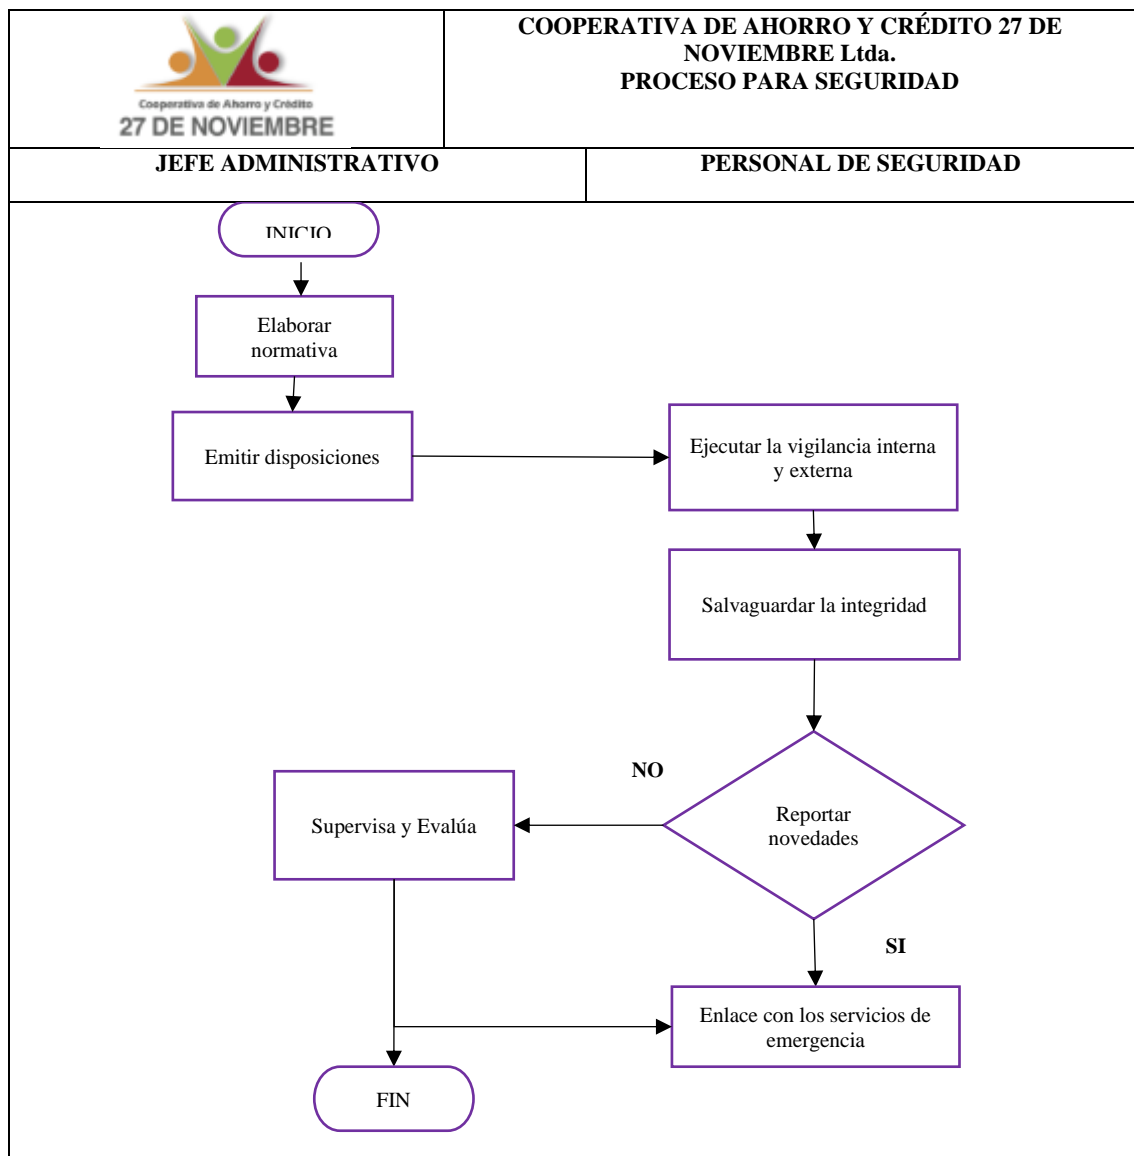 Cooperativa de Ahorro y Crédito
27 DE NOVIEMBRE
COOPERATIVA DE AHORRO Y CRÉDITO 27 DE
NOVIEMBRE Ltda.
PROCESO PARA SEGURIDAD
JEFE ADMINISTRATIVO
PERSONAL DE SEGURIDAD
INICIO
Elaborar
normativa
Emitir disposiciones
Ejecutar la vigilancia interna
y externa
Salvaguardar la integridad
NO
Supervisa y Evalúa
Reportar
novedades
SI
Enlace con los servicios de
emergencia
FIN